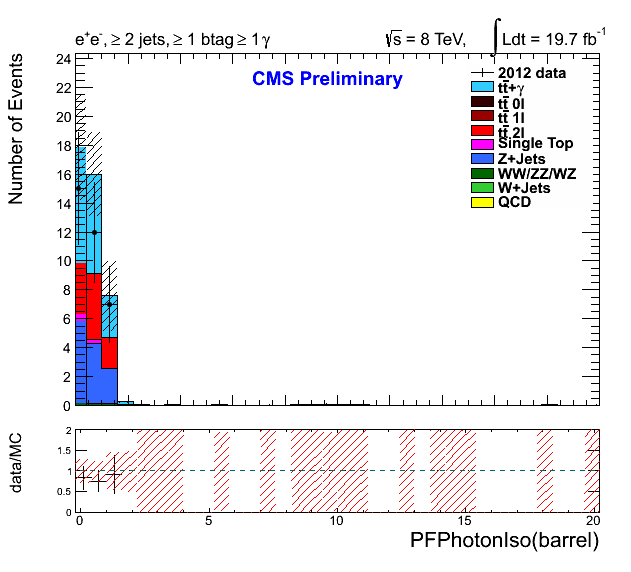 e⁺e⁻, ≥ 2 jets, ≥ 1 btag ≥ 1 γ
√s = 8 TeV, ∫ Ldt = 19.7 fb⁻¹
CMS Preliminary
2012 data
tt̄+γ
tt̄ 0l
tt̄ 1l
tt̄ 2l
Single Top
Z+Jets
WW/ZZ/WZ
W+Jets
QCD
Number of Events
24
22
20
18
16
14
12
10
8
6
4
2
0
data/MC
2
1.5
1
0.5
0
0 5 10 15 20
PFPhotonIso(barrel)